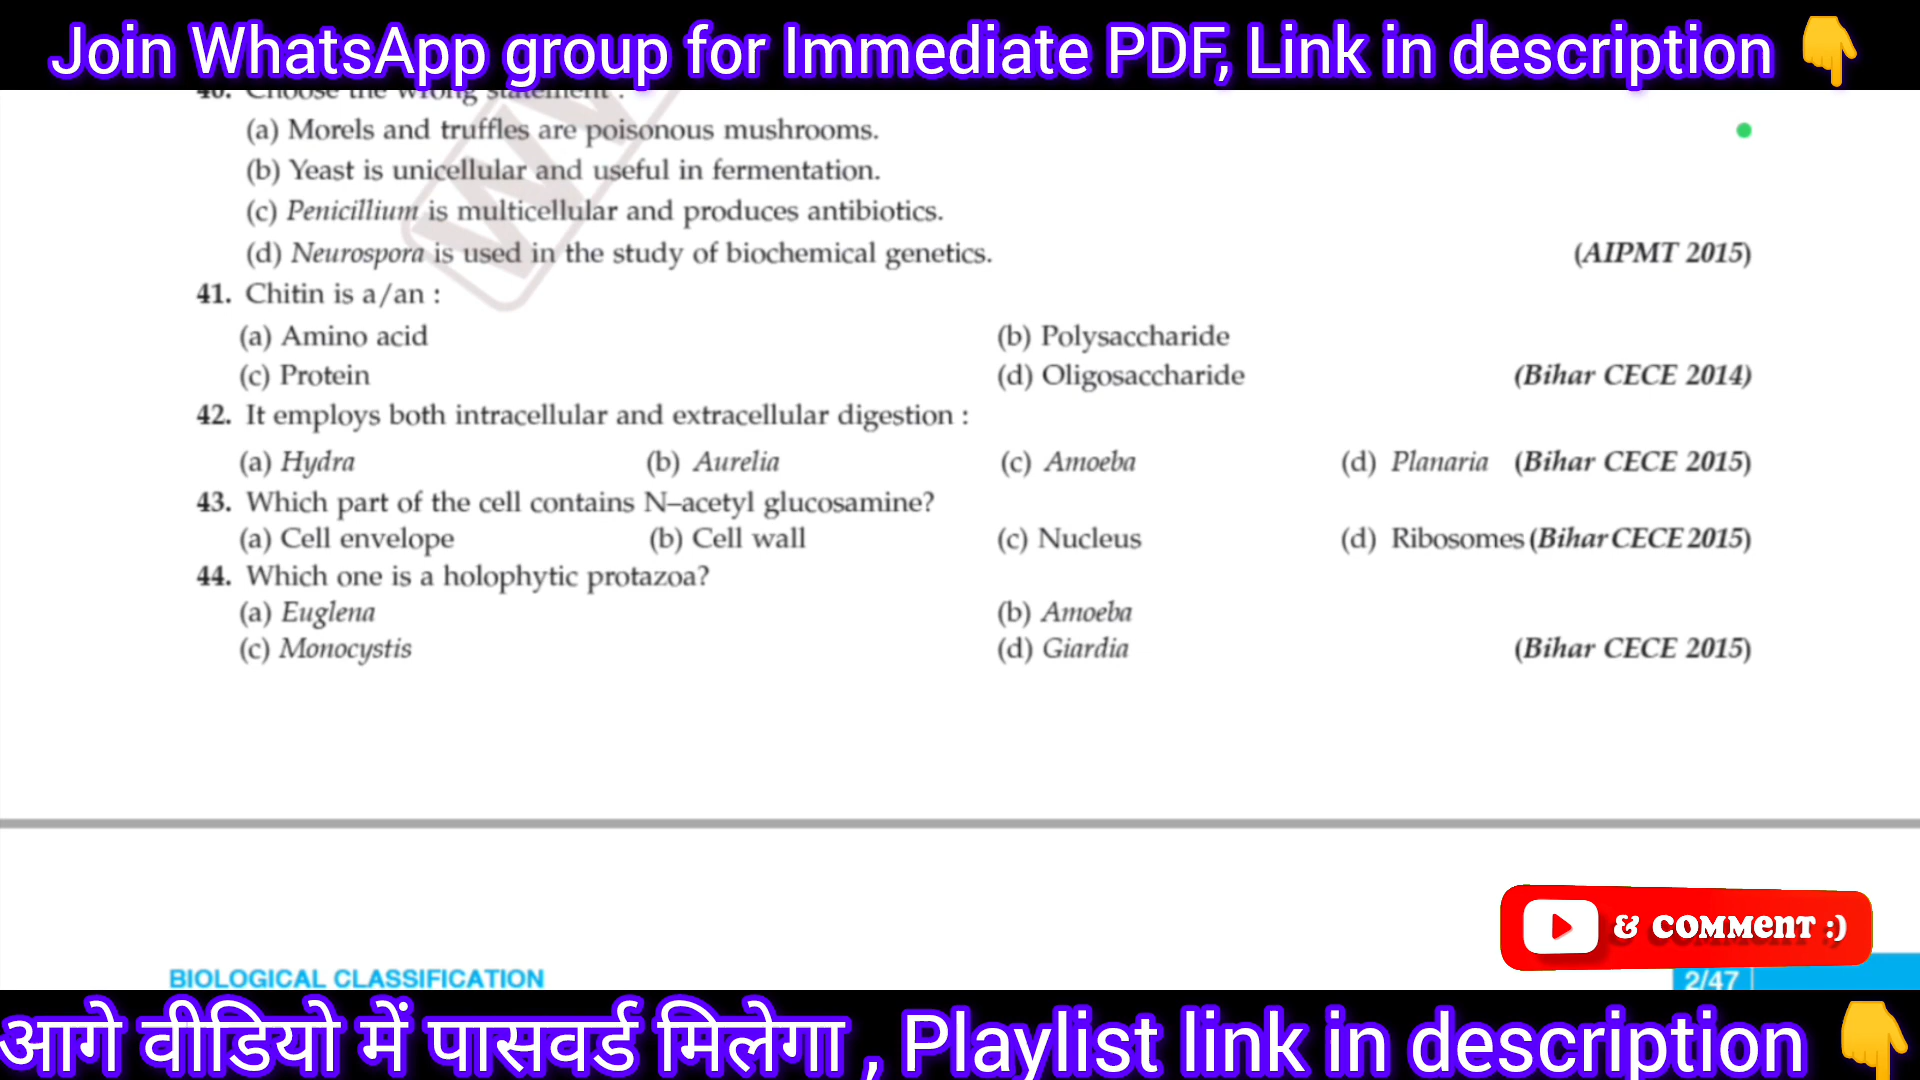 Join WhatsApp group for Immediate PDF, Link in description 👇
40. Choose the wrong statement :
(a) Morels and truffles are poisonous mushrooms.
(b) Yeast is unicellular and useful in fermentation.
(c) Penicillium is multicellular and produces antibiotics.
(d) Neurospora is used in the study of biochemical genetics. (AIPMT 2015)
41. Chitin is a/an :
(a) Amino acid (b) Polysaccharide
(c) Protein (d) Oligosaccharide (Bihar CECE 2014)
42. It employs both intracellular and extracellular digestion :
(a) Hydra (b) Aurelia (c) Amoeba (d) Planaria (Bihar CECE 2015)
43. Which part of the cell contains N–acetyl glucosamine?
(a) Cell envelope (b) Cell wall (c) Nucleus (d) Ribosomes (Bihar CECE 2015)
44. Which one is a holophytic protazoa?
(a) Euglena (b) Amoeba
(c) Monocystis (d) Giardia (Bihar CECE 2015)
& COMMENT :)
BIOLOGICAL CLASSIFICATION 2/47
आगे वीडियो में पासवर्ड मिलेगा , Playlist link in description 👇